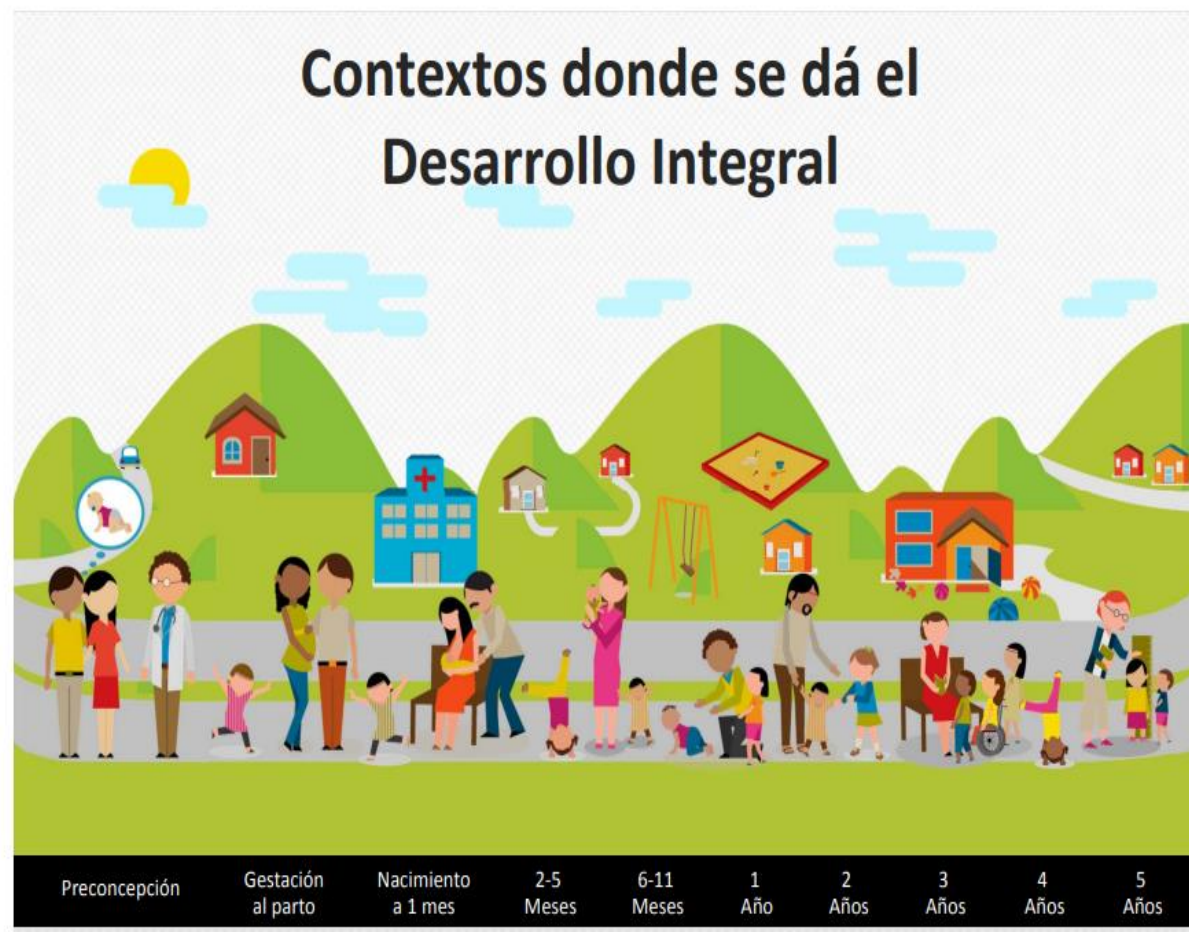 Contextos donde se dá el
Desarrollo Integral
Preconcepción
Gestación
al parto
Nacimiento
a 1 mes
2-5
Meses
6-11
Meses
1
Año
2
Años
3
Años
4
Años
5
Años